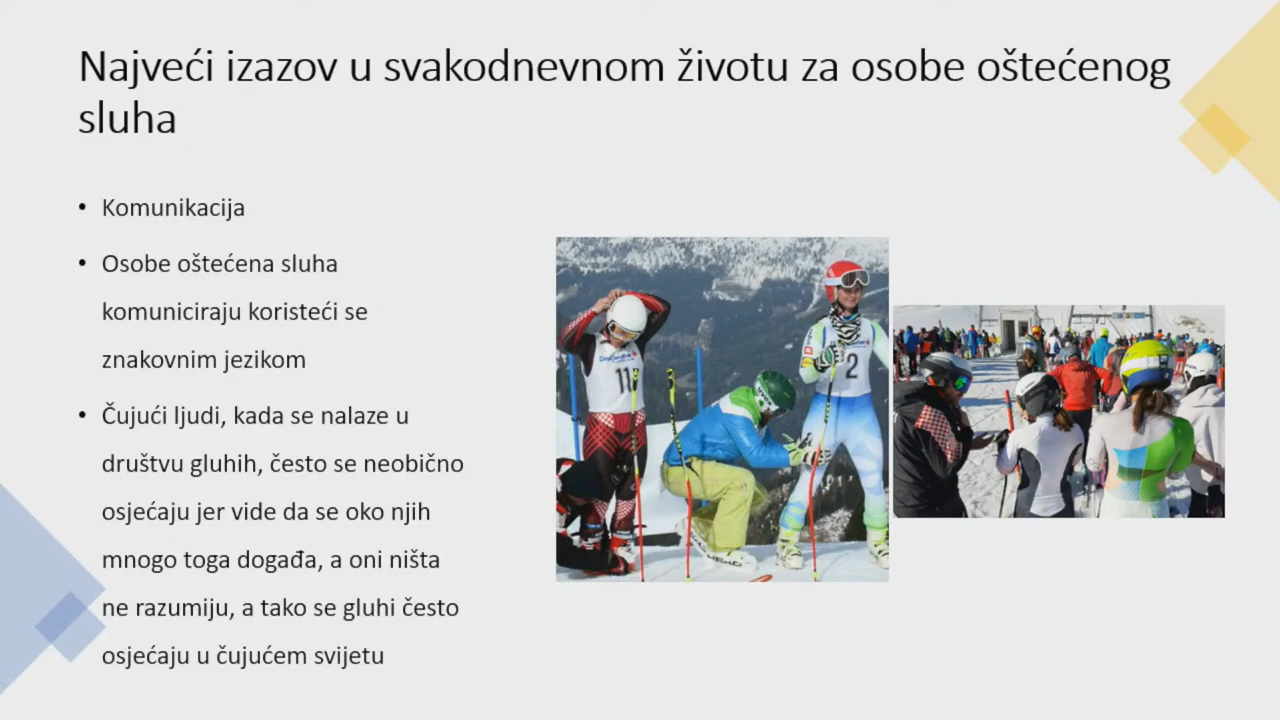 Najveći izazov u svakodnevnom životu za osobe oštećenog
sluha
• Komunikacija
• Osobe oštećena sluha
komuniciraju koristeći se
znakovnim jezikom
• Čujući ljudi, kada se nalaze u
društvu gluhih, često se neobično
osjećaju jer vide da se oko njih
mnogo toga događa, a oni ništa
ne razumiju, a tako se gluhi često
osjećaju u čujućem svijetu
11
2